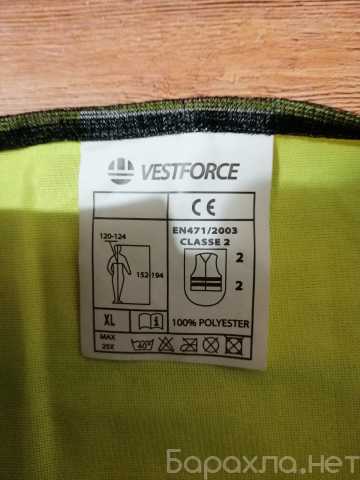 VESTFORCE
CE
EN471/2003
CLASSE 2
120-124
152-194
2
2
XL
i
100% POLYESTER
MAX
25X
40°
Барахла.нет